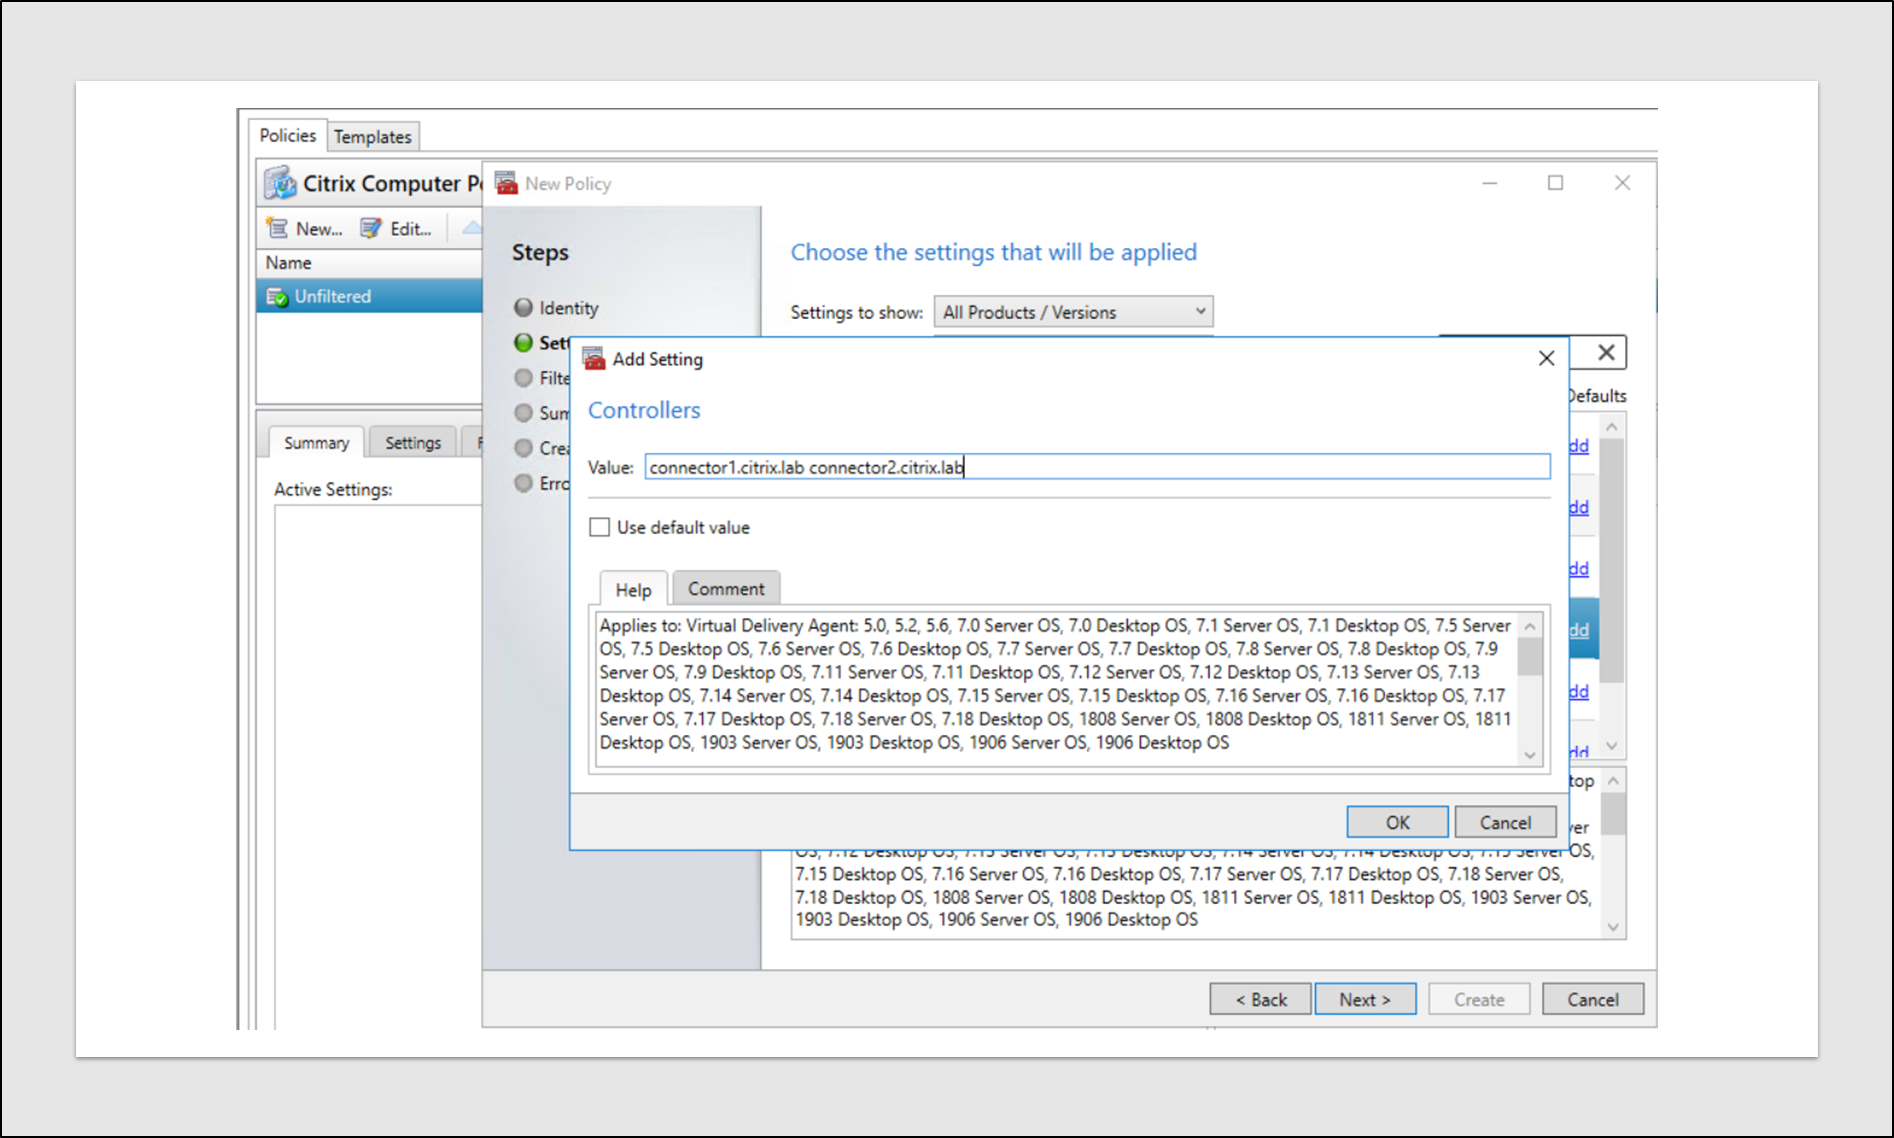 Policies
Templates
Citrix Computer
New...
Edit...
Name
Unfiltered
Summary
Settings
Active Settings:
New Policy
Steps
Identity
Choose the settings that will be applied
Settings to show: All Products / Versions
Defaults
Add Setting
Controllers
Value: connector1.citrix.lab connector2.citrix.lab
Use default value
Help
Comment
Applies to: Virtual Delivery Agent: 5.0, 5.2, 5.6, 7.0 Server OS, 7.0 Desktop OS, 7.1 Server OS, 7.1 Desktop OS, 7.5 Server
OS, 7.5 Desktop OS, 7.6 Server OS, 7.6 Desktop OS, 7.7 Server OS, 7.7 Desktop OS, 7.8 Server OS, 7.8 Desktop OS, 7.9
Server OS, 7.9 Desktop OS, 7.11 Server OS, 7.11 Desktop OS, 7.12 Server OS, 7.12 Desktop OS, 7.13 Server OS, 7.13
Desktop OS, 7.14 Server OS, 7.14 Desktop OS, 7.15 Server OS, 7.15 Desktop OS, 7.16 Server OS, 7.16 Desktop OS, 7.17
Server OS, 7.17 Desktop OS, 7.18 Server OS, 7.18 Desktop OS, 1808 Server OS, 1808 Desktop OS, 1811 Server OS, 1811
Desktop OS, 1903 Server OS, 1903 Desktop OS, 1906 Server OS, 1906 Desktop OS
OK
Cancel
OS, 7.12 Desktop OS, 7.13 Server OS, 7.13 Desktop OS, 7.14 Server OS, 7.14 Desktop OS, 7.15 Server OS,
7.15 Desktop OS, 7.16 Server OS, 7.16 Desktop OS, 7.17 Server OS, 7.17 Desktop OS, 7.18 Server OS,
7.18 Desktop OS, 1808 Server OS, 1808 Desktop OS, 1811 Server OS, 1811 Desktop OS, 1903 Server OS,
1903 Desktop OS, 1906 Server OS, 1906 Desktop OS
< Back
Next >
Create
Cancel